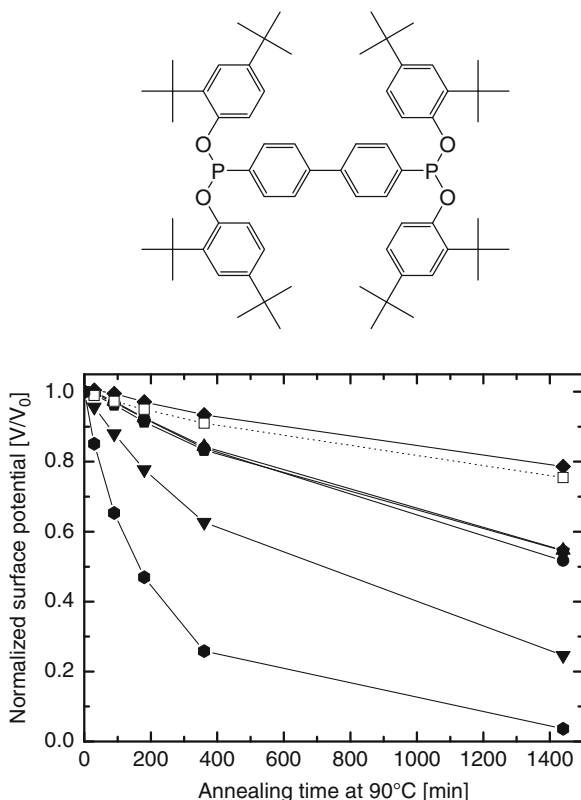 O O
P P
O O
Normalized surface potential [V/V₀]
1.0
0.8
0.6
0.4
0.2
0.0
0 200 400 600 800 1000 1200 1400
Annealing time at 90°C [min]